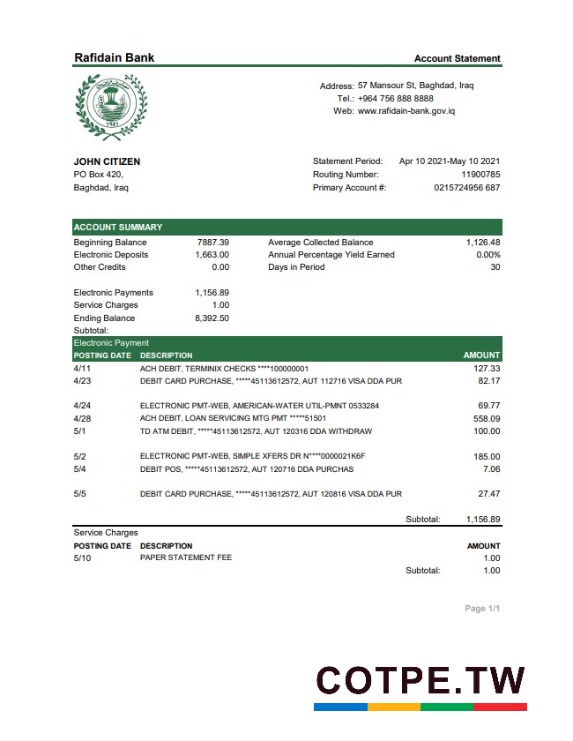 Rafidain Bank Account Statement
Address: 57 Mansour St, Baghdad, Iraq
Tel.: +964 756 888 8888
Web: www.rafidain-bank.gov.iq
1941
JOHN CITIZEN
PO Box 420,
Baghdad, Iraq
Statement Period: Apr 10 2021-May 10 2021
Routing Number: 11900785
Primary Account #: 0215724956 687
ACCOUNT SUMMARY
Beginning Balance 7887.39 Average Collected Balance 1,126.48
Electronic Deposits 1,663.00 Annual Percentage Yield Earned 0.00%
Other Credits 0.00 Days in Period 30
Electronic Payments 1,156.89
Service Charges 1.00
Ending Balance 8,392.50
Subtotal:
Electronic Payment
POSTING DATE DESCRIPTION AMOUNT
4/11 ACH DEBIT, TERMINIX CHECKS ****100000001 127.33
4/23 DEBIT CARD PURCHASE, *****45113612572, AUT 112716 VISA DDA PUR 82.17
4/24 ELECTRONIC PMT-WEB, AMERICAN-WATER UTIL-PMNT 0533284 69.77
4/28 ACH DEBIT, LOAN SERVICING MTG PMT *****51501 558.09
5/1 TD ATM DEBIT, *****45113612572, AUT 120316 DDA WITHDRAW 100.00
5/2 ELECTRONIC PMT-WEB, SIMPLE XFERS DR N****0000021K6F 185.00
5/4 DEBIT POS, *****45113612572, AUT 120716 DDA PURCHAS 7.06
5/5 DEBIT CARD PURCHASE, *****45113612572, AUT 120816 VISA DDA PUR 27.47
Subtotal: 1,156.89
Service Charges
POSTING DATE DESCRIPTION AMOUNT
5/10 PAPER STATEMENT FEE 1.00
Subtotal: 1.00
Page 1/1
COTPE.TW